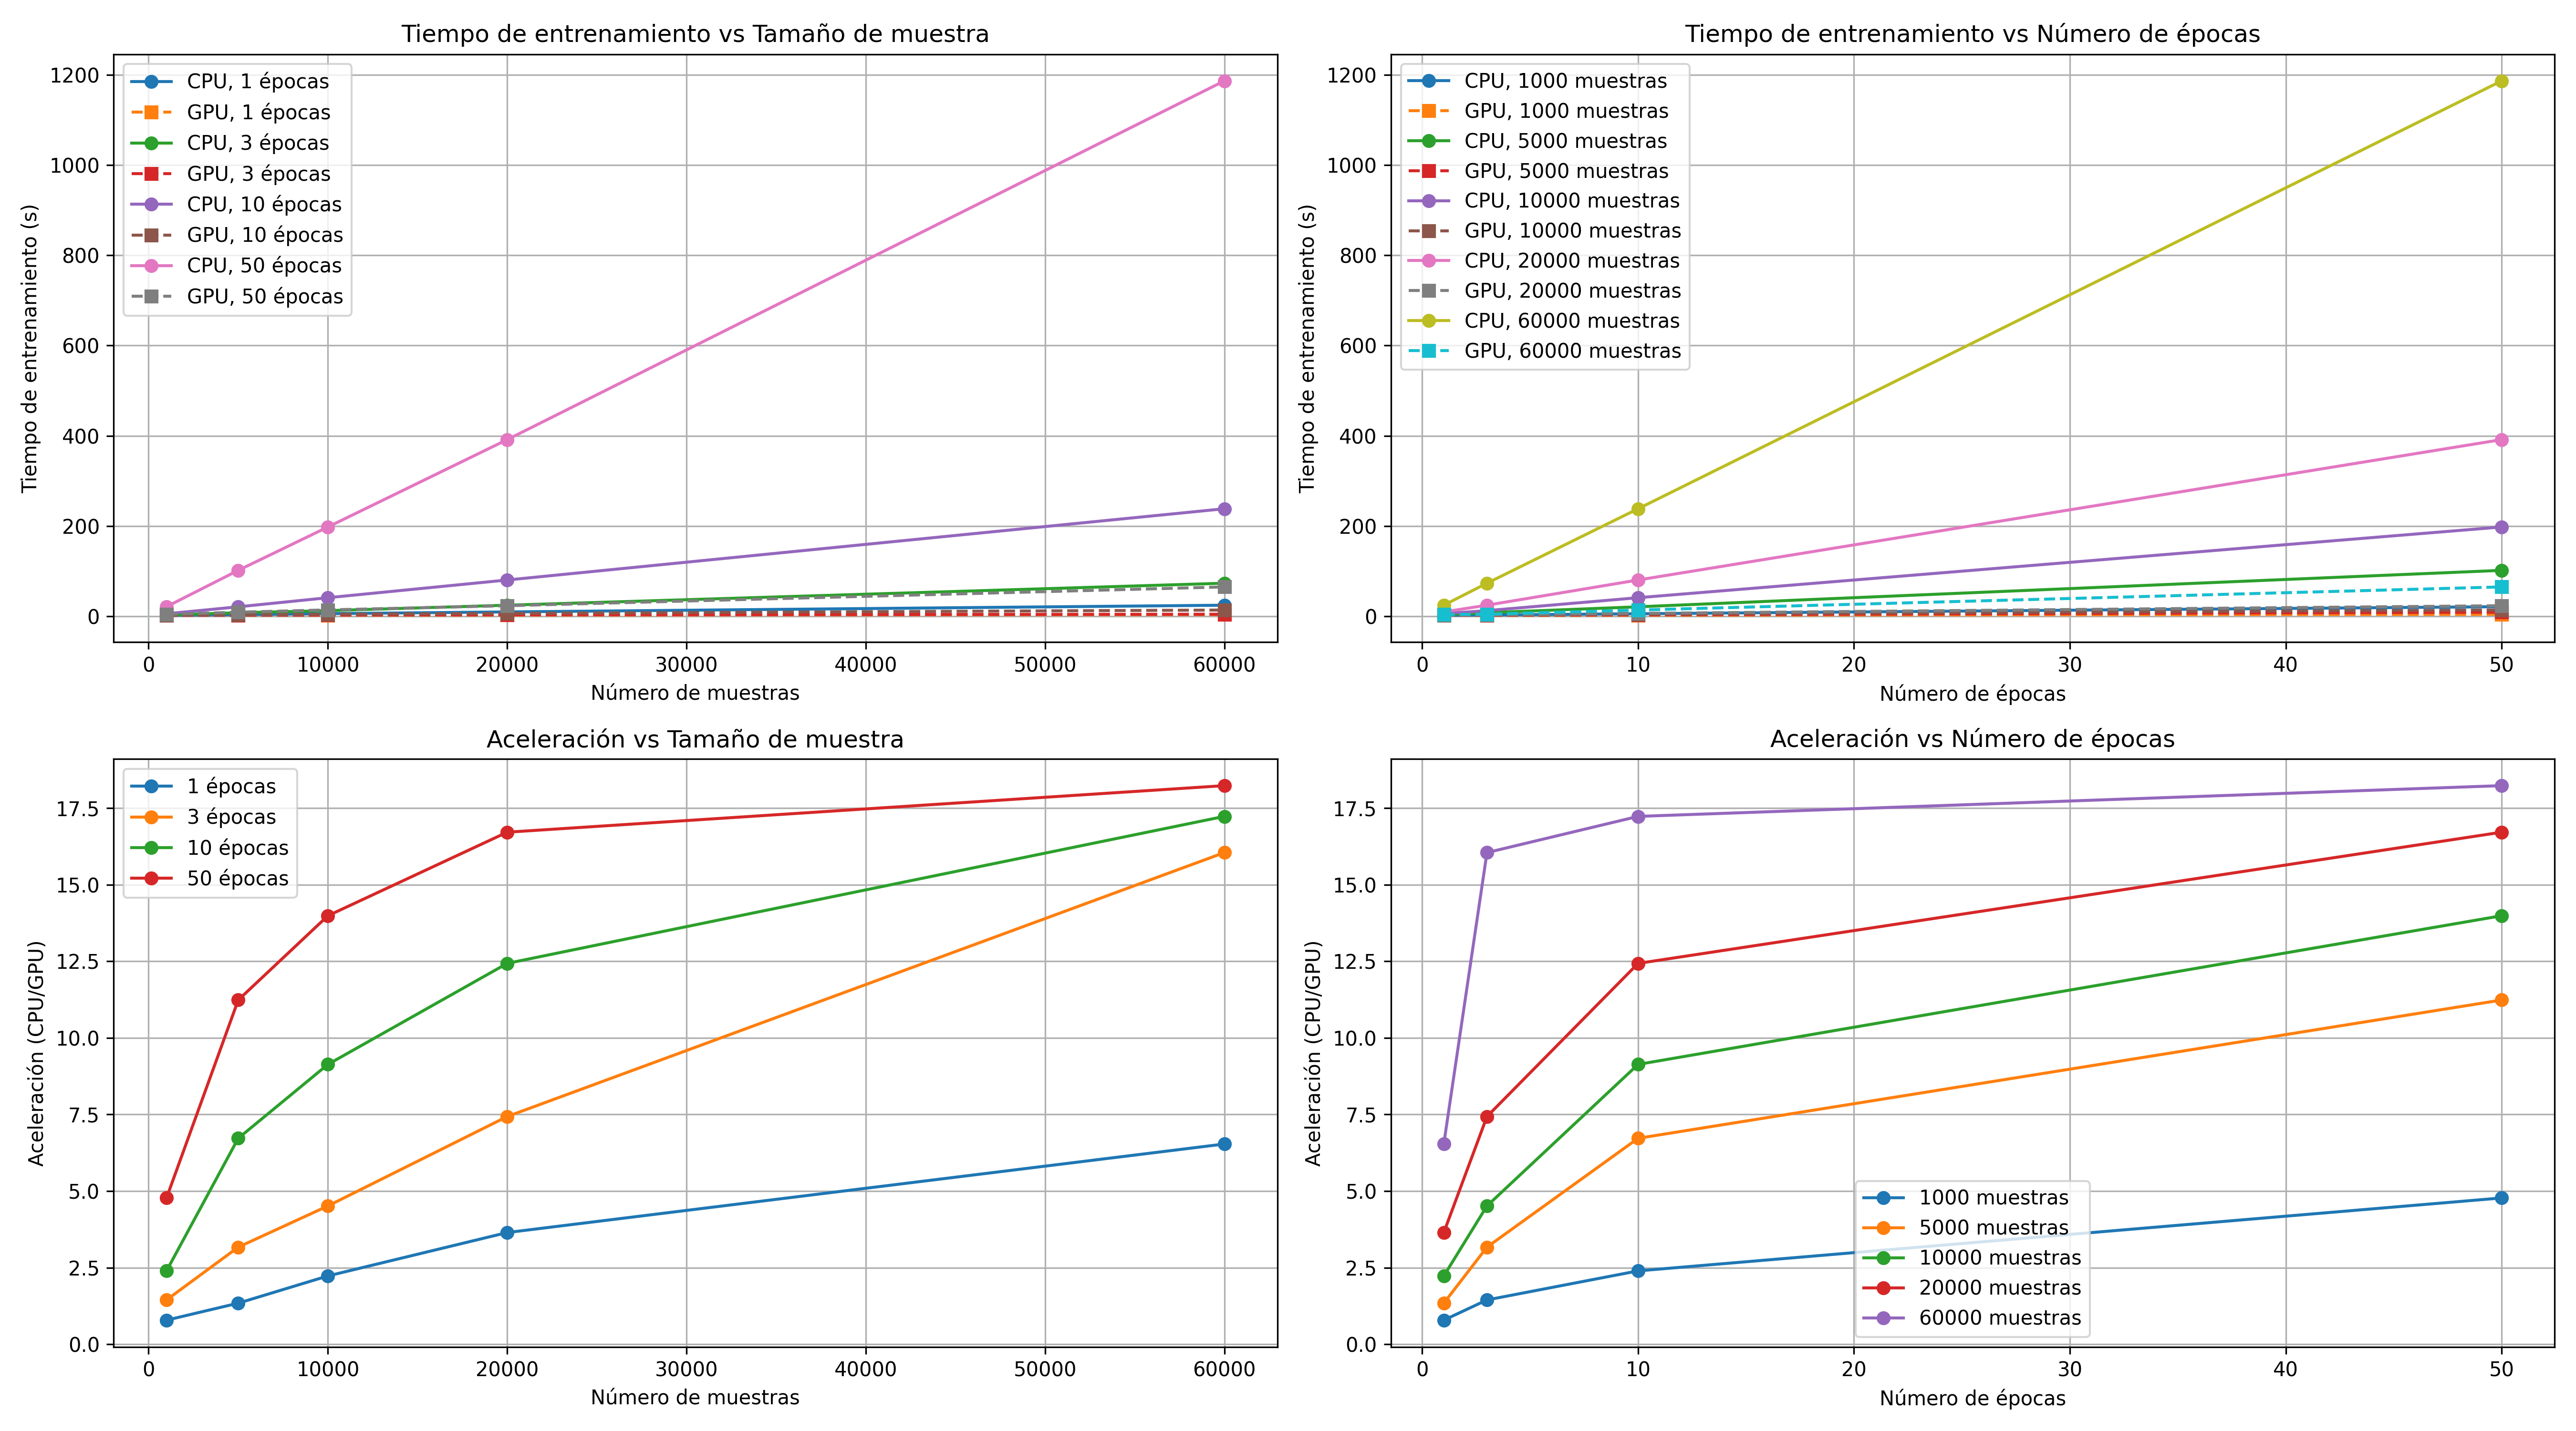 Tiempo de entrenamiento vs Tamaño de muestra
1200
1000
800
600
400
200
0
Tiempo de entrenamiento (s)
CPU, 1 épocas
GPU, 1 épocas
CPU, 3 épocas
GPU, 3 épocas
CPU, 10 épocas
GPU, 10 épocas
CPU, 50 épocas
GPU, 50 épocas
0 10000 20000 30000 40000 50000 60000
Número de muestras
Tiempo de entrenamiento vs Número de épocas
1200
1000
800
600
400
200
0
Tiempo de entrenamiento (s)
CPU, 1000 muestras
GPU, 1000 muestras
CPU, 5000 muestras
GPU, 5000 muestras
CPU, 10000 muestras
GPU, 10000 muestras
CPU, 20000 muestras
GPU, 20000 muestras
CPU, 60000 muestras
GPU, 60000 muestras
0 10 20 30 40 50
Número de épocas
Aceleración vs Tamaño de muestra
17.5
15.0
12.5
10.0
7.5
5.0
2.5
0.0
Aceleración (CPU/GPU)
1 épocas
3 épocas
10 épocas
50 épocas
0 10000 20000 30000 40000 50000 60000
Número de muestras
Aceleración vs Número de épocas
17.5
15.0
12.5
10.0
7.5
5.0
2.5
0.0
Aceleración (CPU/GPU)
1000 muestras
5000 muestras
10000 muestras
20000 muestras
60000 muestras
0 10 20 30 40 50
Número de épocas